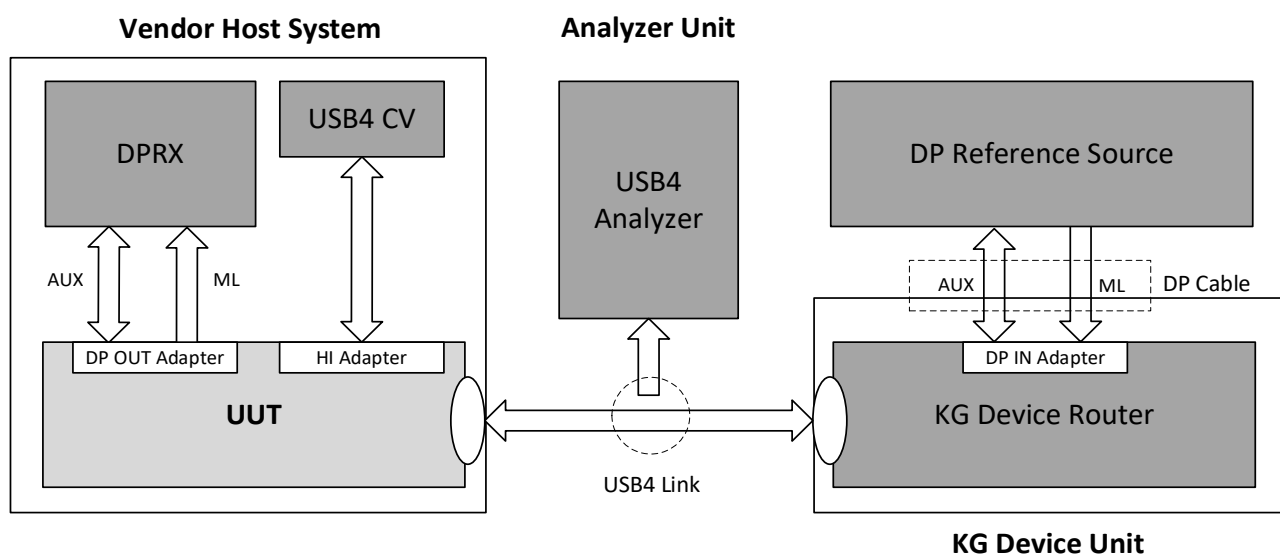 Vendor Host System
Analyzer Unit
DPRX
USB4 CV
USB4
Analyzer
DP Reference Source
AUX
ML
AUX
ML
DP Cable
DP OUT Adapter
HI Adapter
DP IN Adapter
UUT
KG Device Router
USB4 Link
KG Device Unit